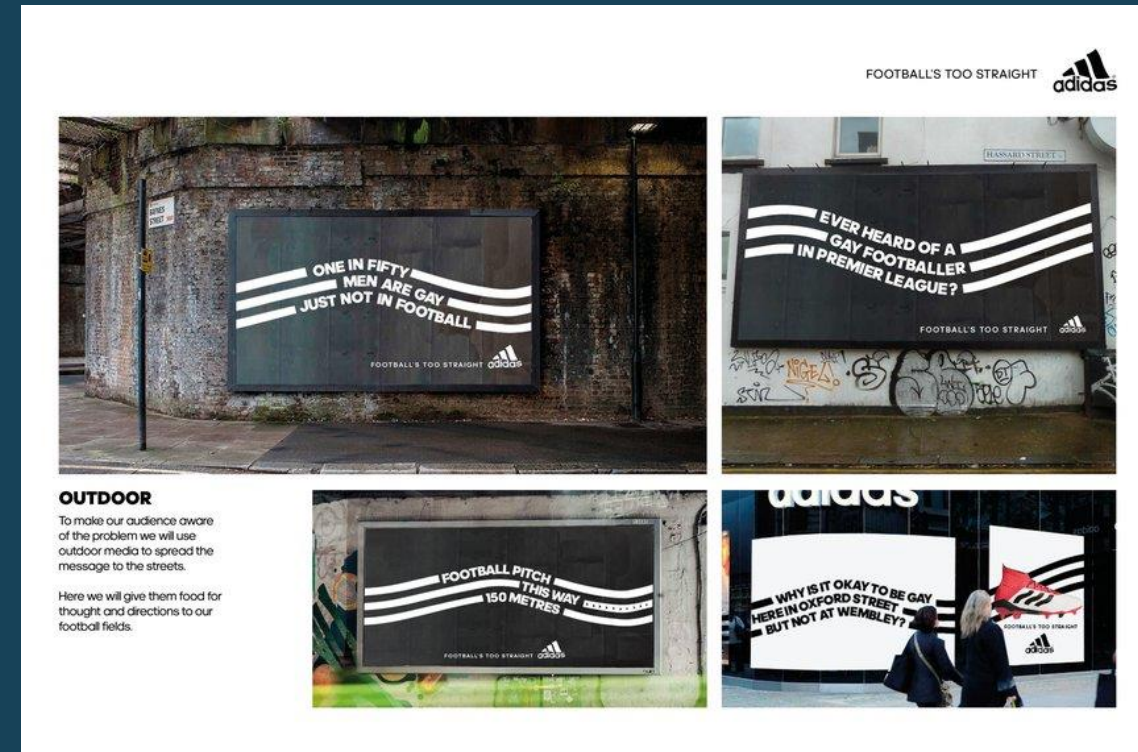 FOOTBALL'S TOO STRAIGHT
adidas
ONE IN FIFTY
MEN ARE GAY
JUST NOT IN FOOTBALL
FOOTBALL'S TOO STRAIGHT
adidas
HASSARD STREET
EVER HEARD OF A
GAY FOOTBALLER
IN PREMIER LEAGUE?
FOOTBALL'S TOO STRAIGHT
adidas
NIGEL
OUTDOOR
To make our audience aware
of the problem we will use
outdoor media to spread the
message to the streets.
Here we will give them food for
thought and directions to our
football fields.
FOOTBALL PITCH
THIS WAY
150 METRES
FOOTBALL'S TOO STRAIGHT
adidas
adidas
WHY IS IT OKAY TO BE GAY
HERE IN OXFORD STREET
BUT NOT AT WEMBLEY?
FOOTBALL'S TOO STRAIGHT
adidas